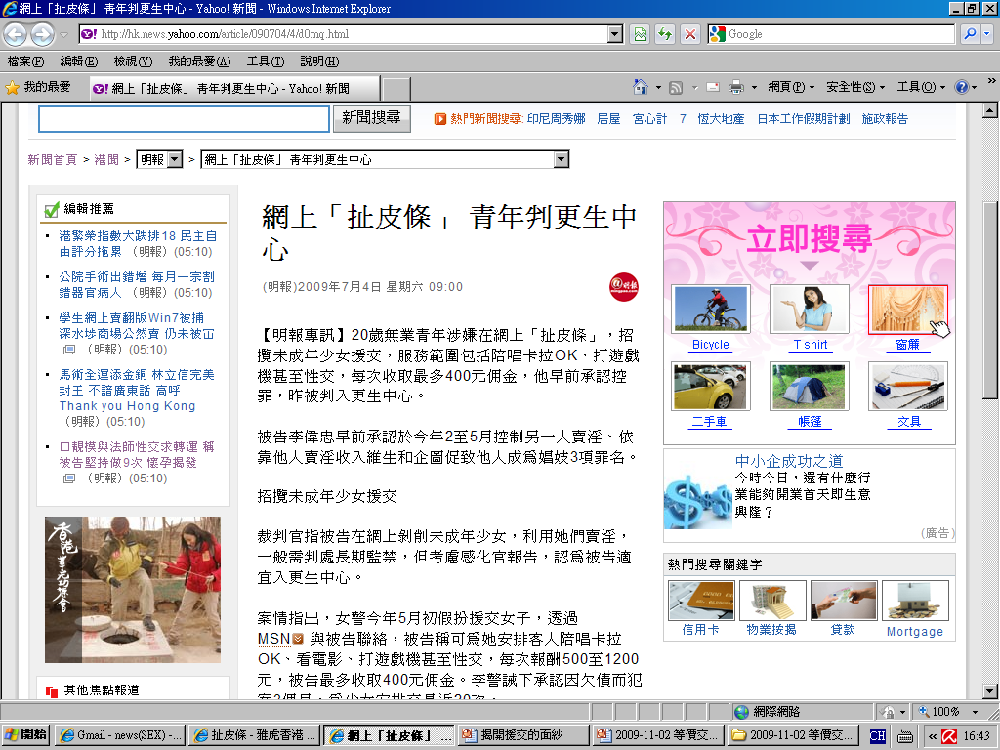 網上「扯皮條」 青年判更生中心 - Yahoo! 新聞 - Windows Internet Explorer
http://hk.news.yahoo.com/article/090704/4/d0mq.html
Google
檔案(F) 編輯(E) 檢視(V) 我的最愛(A) 工具(T) 說明(H)
我的最愛 網上「扯皮條」 青年判更生中心 - Yahoo! 新聞
網頁(P) 安全性(S) 工具(O)
新聞搜尋
熱門新聞搜尋: 印尼周秀娜 居屋 宮心計 7 恆大地產 日本工作假期計劃 施政報告
新聞首頁 > 港聞 > 明報 > 網上「扯皮條」 青年判更生中心
編輯推薦
港繁榮指數大跌排18 民主自
由評分拖累 (明報) (05:10)
公院手術出錯增 每月一宗割
錯器官病人 (明報) (05:10)
學生網上賣翻版Win7被捕
深水埗商場公然賣 仍未被冚
(明報) (05:10)
馬術全運添金銅 林立信完美
封王 不諳廣東話 高呼
Thank you Hong Kong
(明報) (05:10)
口親模與法師性交求轉運 稱
被告堅持做9次 懷孕揭發
(明報) (05:10)
其他焦點報道
網上「扯皮條」 青年判更生中
心
(明報)2009年7月4日 星期六 09:00
明報
【明報專訊】20歲無業青年涉嫌在網上「扯皮條」，招
攬未成年少女援交，服務範圍包括陪唱卡拉OK、打遊戲
機甚至性交，每次收取最多400元佣金，他早前承認控
罪，昨被判入更生中心。
被告李偉忠早前承認於今年2至5月控制另一人賣淫、依
靠他人賣淫收入維生和企圖促致他人成為娼妓3項罪名。
招攬未成年少女援交
裁判官指被告在網上剝削未成年少女，利用她們賣淫，
一般需判處長期監禁，但考慮感化官報告，認為被告適
宜入更生中心。
案情指出，女警今年5月初假扮援交女子，透過
MSN 與被告聯絡，被告稱可為她安排客人陪唱卡拉
OK、看電影、打遊戲機甚至性交，每次報酬500至1200
元，被告最多收取400元佣金。李警誡下承認因欠債而犯
立即搜尋
Bicycle T shirt 窗簾
二手車 帳篷 文具
中小企成功之道
今時今日，還有什麼行
業能夠開業首天即生意
興隆？
(廣告)
熱門搜尋關鍵字
信用卡 物業按揭 貸款 Mortgage
網際網路 100%
開始 Gmail - news(SEX) -... 扯皮條 - 雅虎香港 ... 網上「扯皮條」 ... 揭開援交的面紗 2009-11-02 等價交... 2009-11-02 等價交... CH 16:43